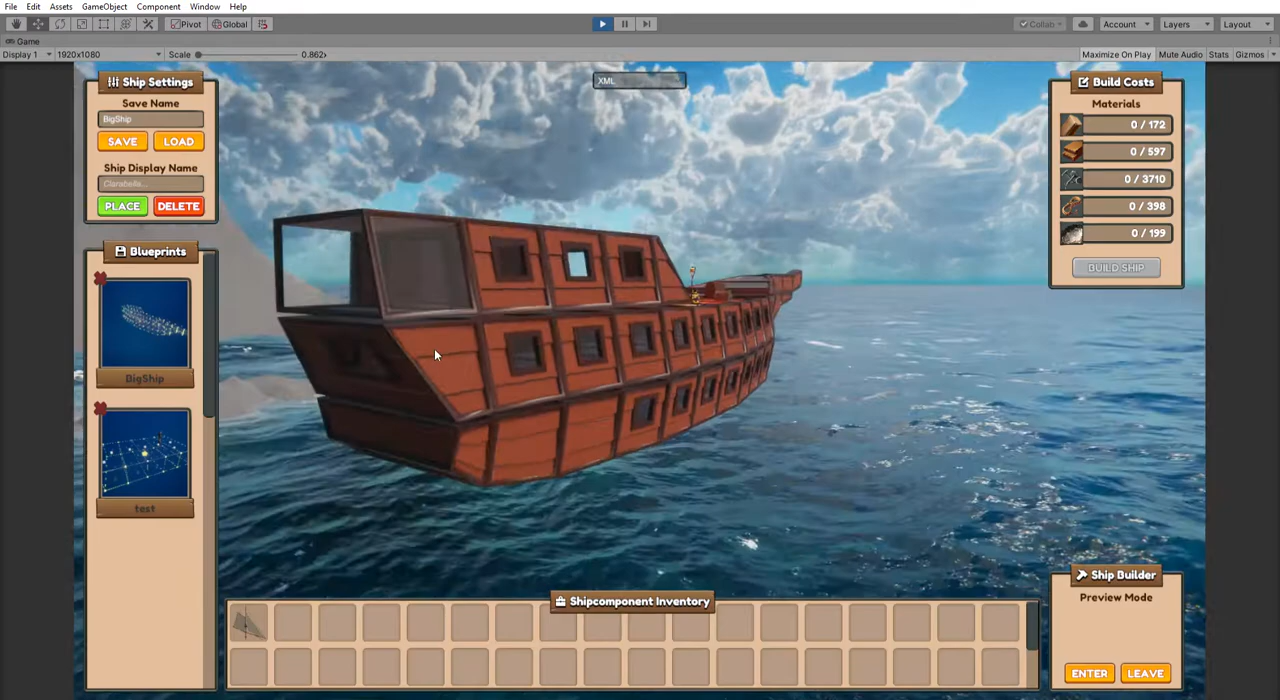 File Edit Assets GameObject Component Window Help
Pivot Global Collab Account Layers Layout
Game
Display 1 1920x1080 Scale 0.862x Maximize On Play Mute Audio Stats Gizmos
XML
Ship Settings
Save Name
BigShip
SAVE LOAD
Ship Display Name
Clarabella...
PLACE DELETE
Blueprints
BigShip
test
Build Costs
Materials
0 / 172
0 / 597
0 / 3710
0 / 398
0 / 199
BUILD SHIP
Shipcomponent Inventory
Ship Builder
Preview Mode
ENTER LEAVE